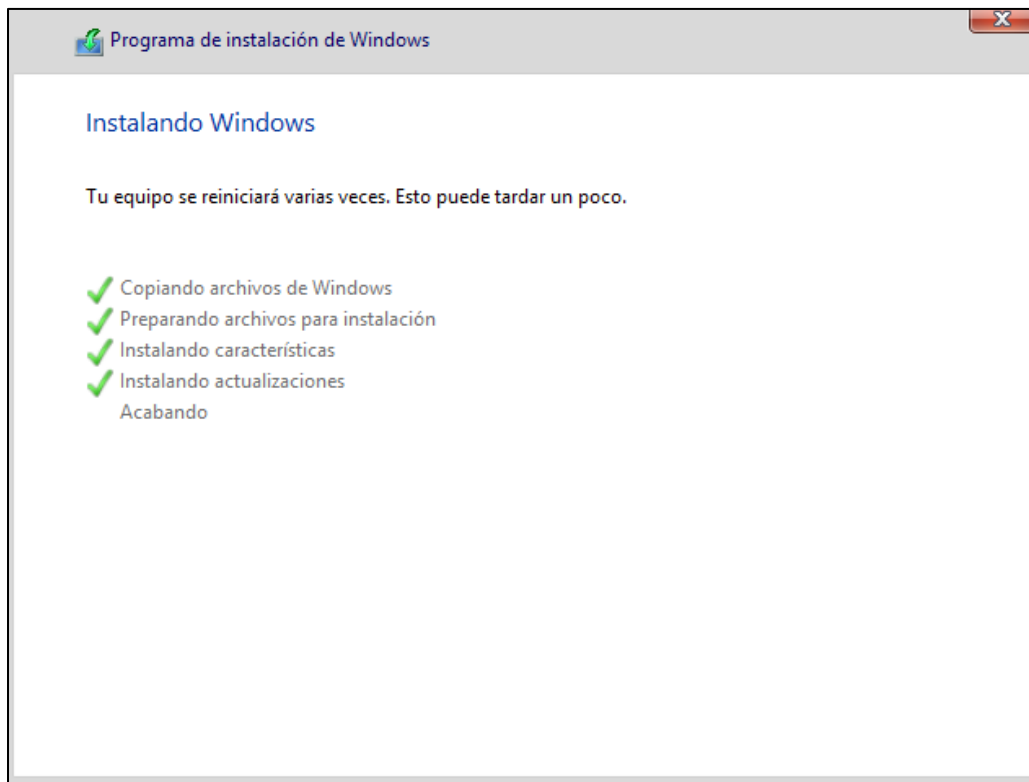 Programa de instalación de Windows
Instalando Windows
Tu equipo se reiniciará varias veces. Esto puede tardar un poco.
Copiando archivos de Windows
Preparando archivos para instalación
Instalando características
Instalando actualizaciones
Acabando